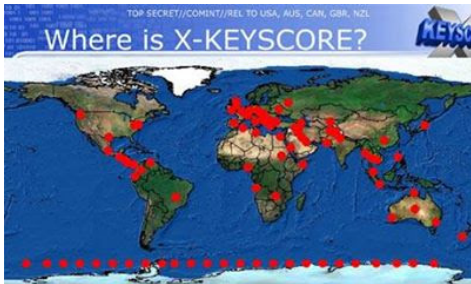 TOP SECRET//COMINT//REL TO USA, AUS, CAN, GBR, NZL
Where is X-KEYSCORE?